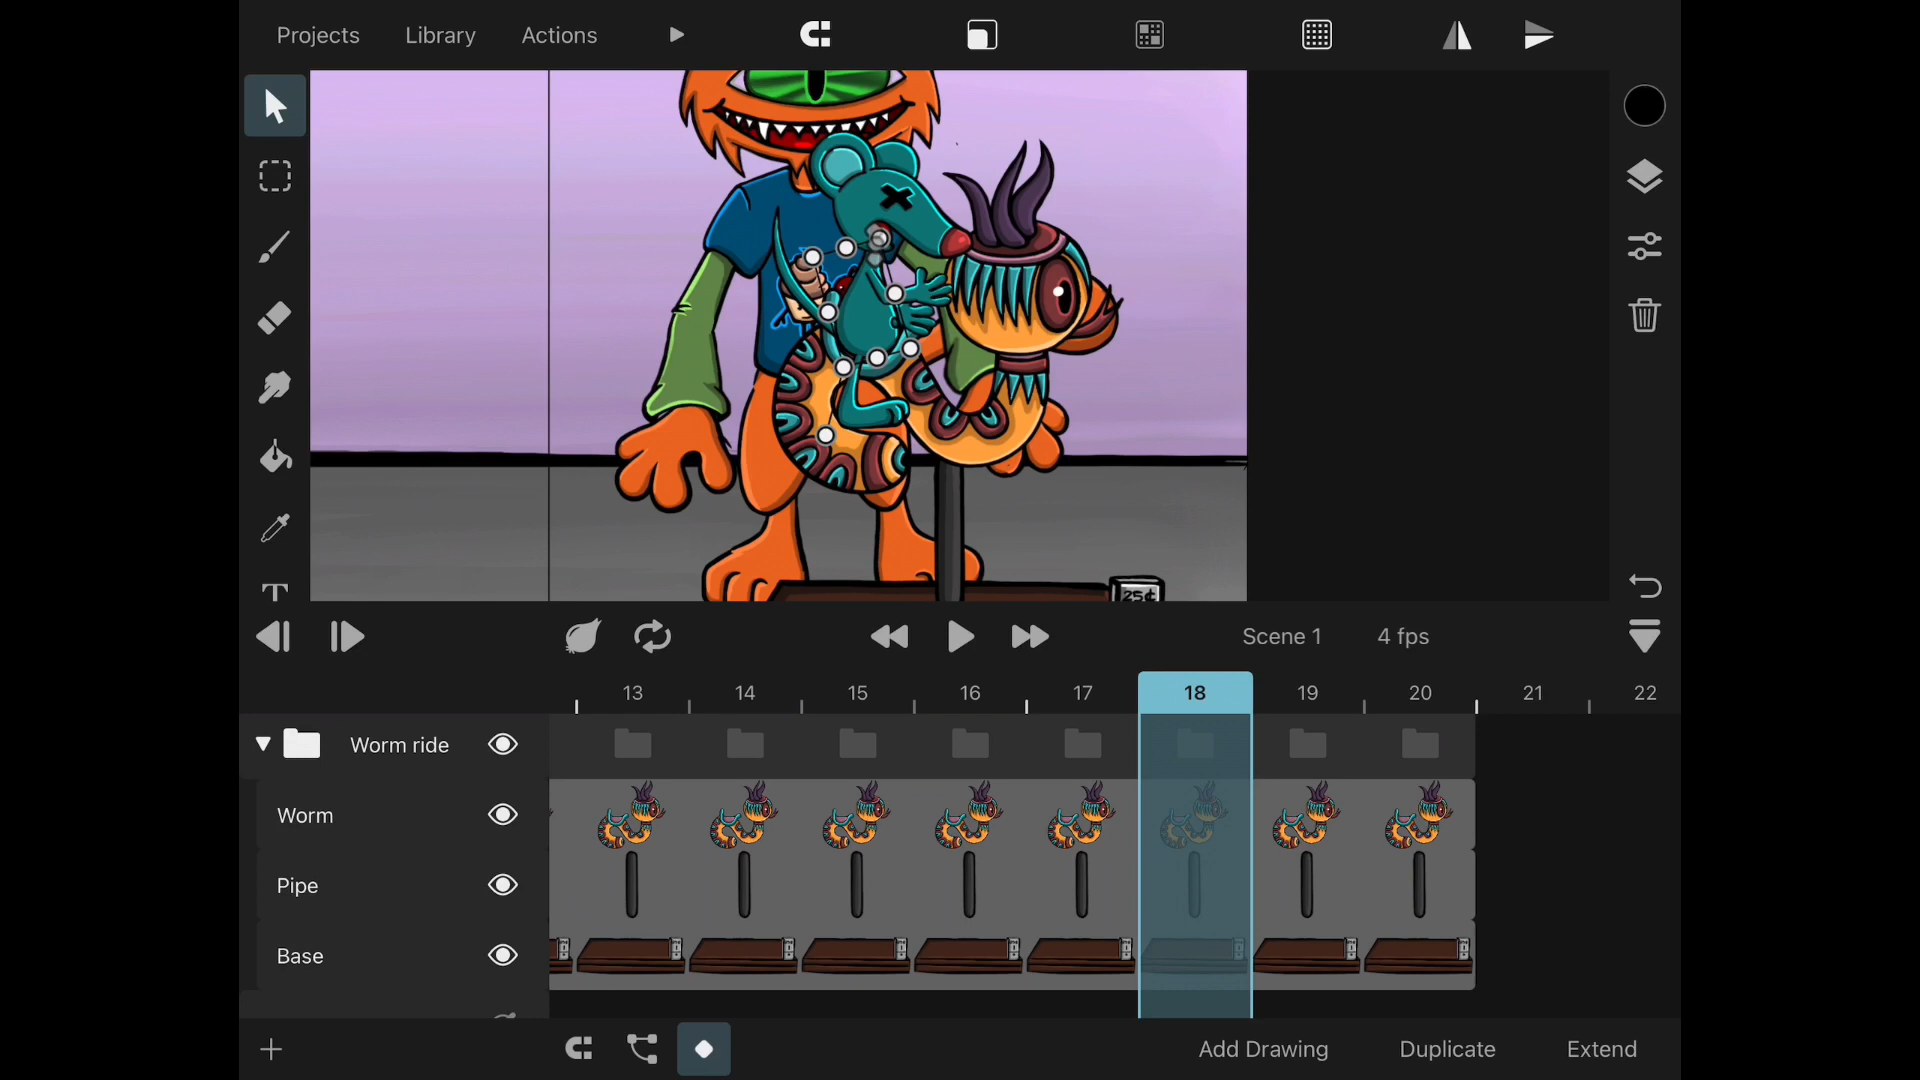 Projects Library Actions
25¢
Scene 1 4 fps
13 14 15 16 17 18 19 20 21 22
Worm ride
Worm
Pipe
Base
Add Drawing Duplicate Extend